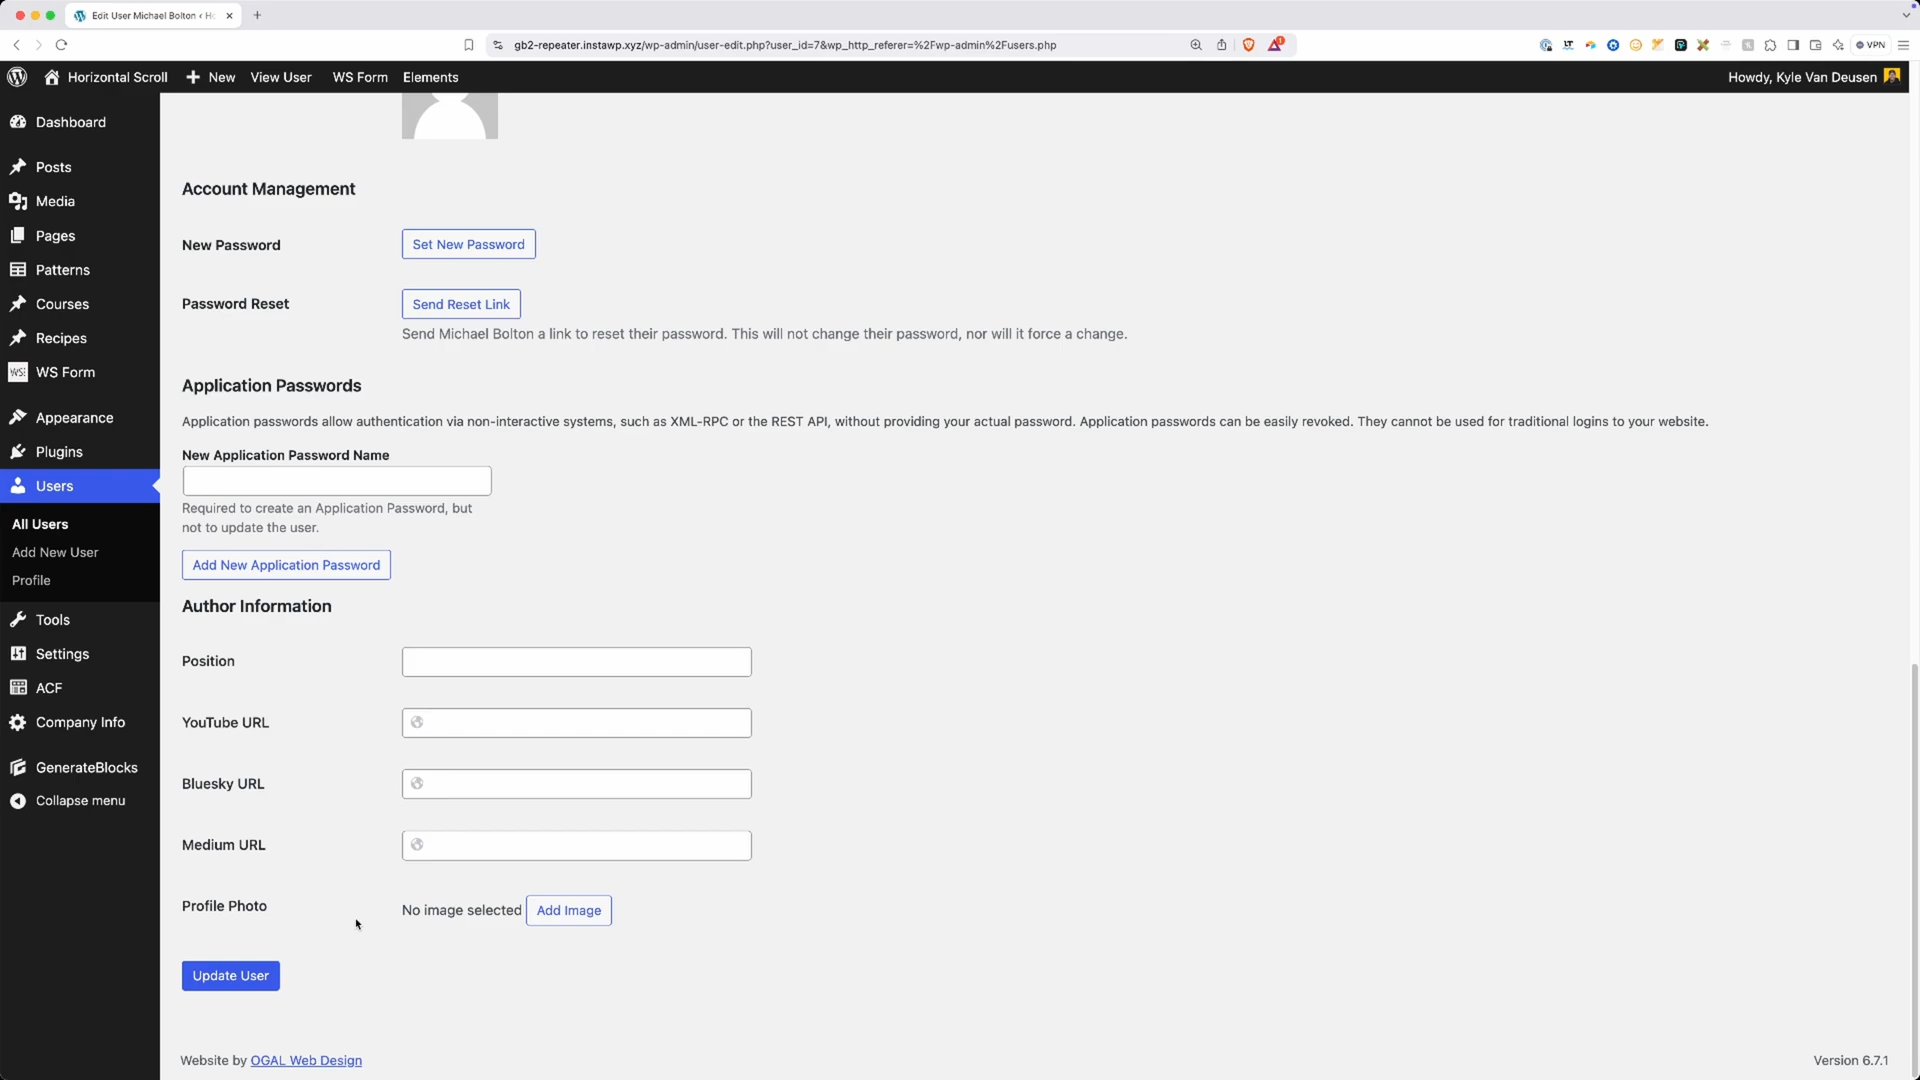 Edit User Michael Bolton ‹ Ho
gb2-repeater.instawp.xyz/wp-admin/user-edit.php?user_id=7&wp_http_referer=%2Fwp-admin%2Fusers.php
VPN
Horizontal Scroll
New
View User
WS Form
Elements
Howdy, Kyle Van Deusen
Dashboard
Posts
Media
Pages
Patterns
Courses
Recipes
WS Form
Appearance
Plugins
Users
All Users
Add New User
Profile
Tools
Settings
ACF
Company Info
GenerateBlocks
Collapse menu
Account Management
New Password
Set New Password
Password Reset
Send Reset Link
Send Michael Bolton a link to reset their password. This will not change their password, nor will it force a change.
Application Passwords
Application passwords allow authentication via non-interactive systems, such as XML-RPC or the REST API, without providing your actual password. Application passwords can be easily revoked. They cannot be used for traditional logins to your website.
New Application Password Name
Required to create an Application Password, but
not to update the user.
Add New Application Password
Author Information
Position
YouTube URL
Bluesky URL
Medium URL
Profile Photo
No image selected
Add Image
Update User
Website by OGAL Web Design
Version 6.7.1